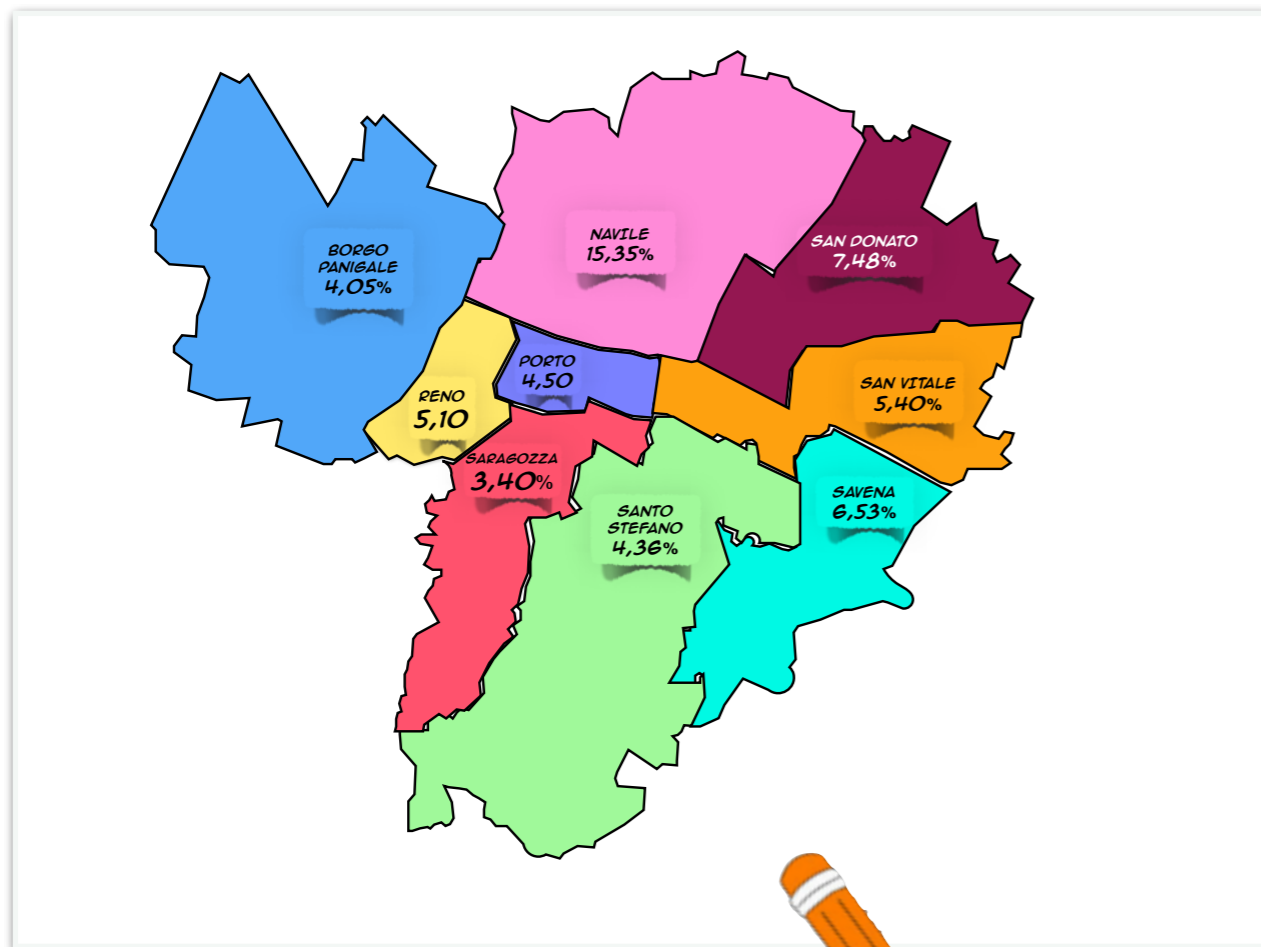 NAVILE
15,35%
SAN DONATO
7,48%
BORGO
PANIGALE
4,05%
PORTO
4,50
RENO
5,10
SAN VITALE
5,40%
SARAGOZZA
3,40%
SANTO
STEFANO
4,36%
SAVENA
6,53%